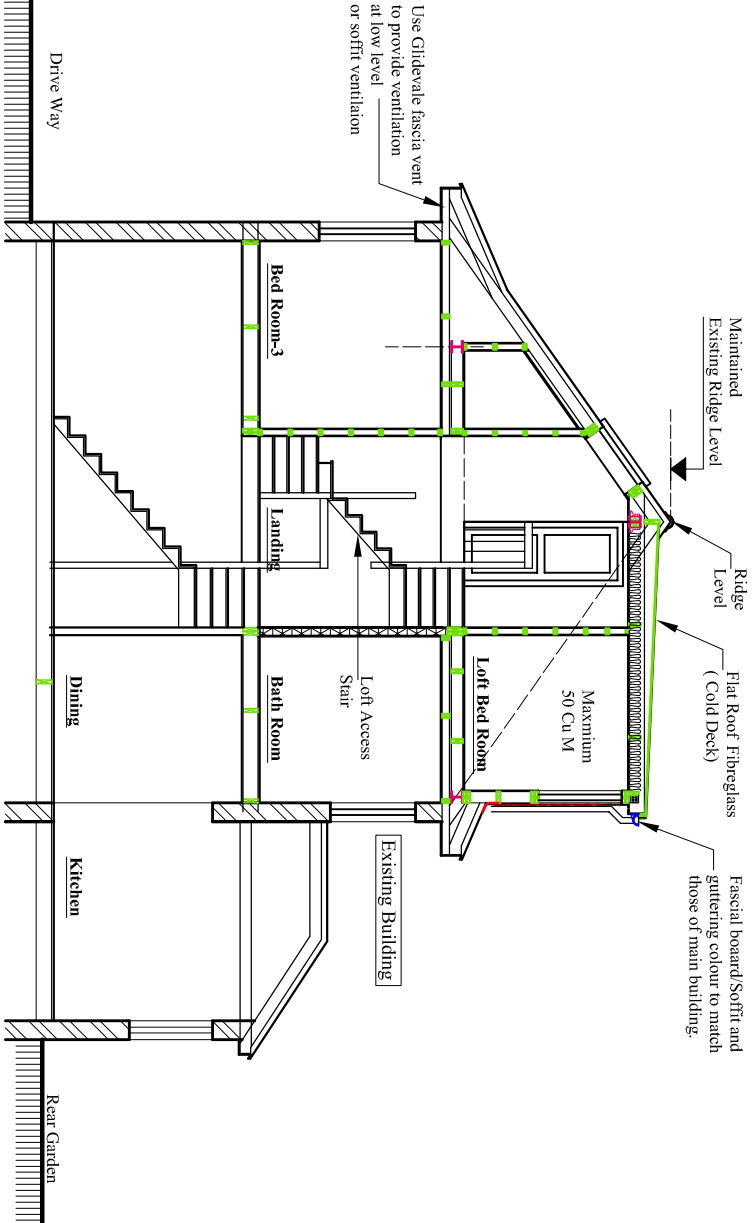 Maintained
Existing Ridge Level
Ridge
Level
Flat Roof Fibreglass
( Cold Deck)
Fascial boaard/Soffit and
guttering colour to match
those of main building.
Use Glidevale fascia vent
to provide ventilation
at low level
or soffit ventilaion
Maxmium
50 Cu M
Loft Bed Room
Existing Building
Loft Access
Stair
Bed Room-3
Landing
Bath Room
Drive Way
Dining
Kitchen
Rear Garden